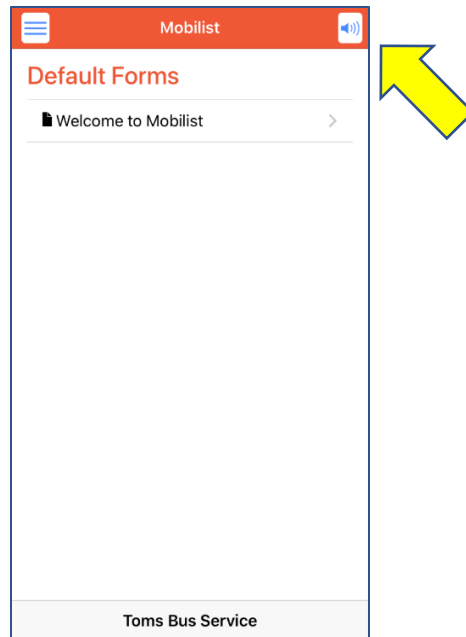 Mobilist
Default Forms
Welcome to Mobilist
Toms Bus Service